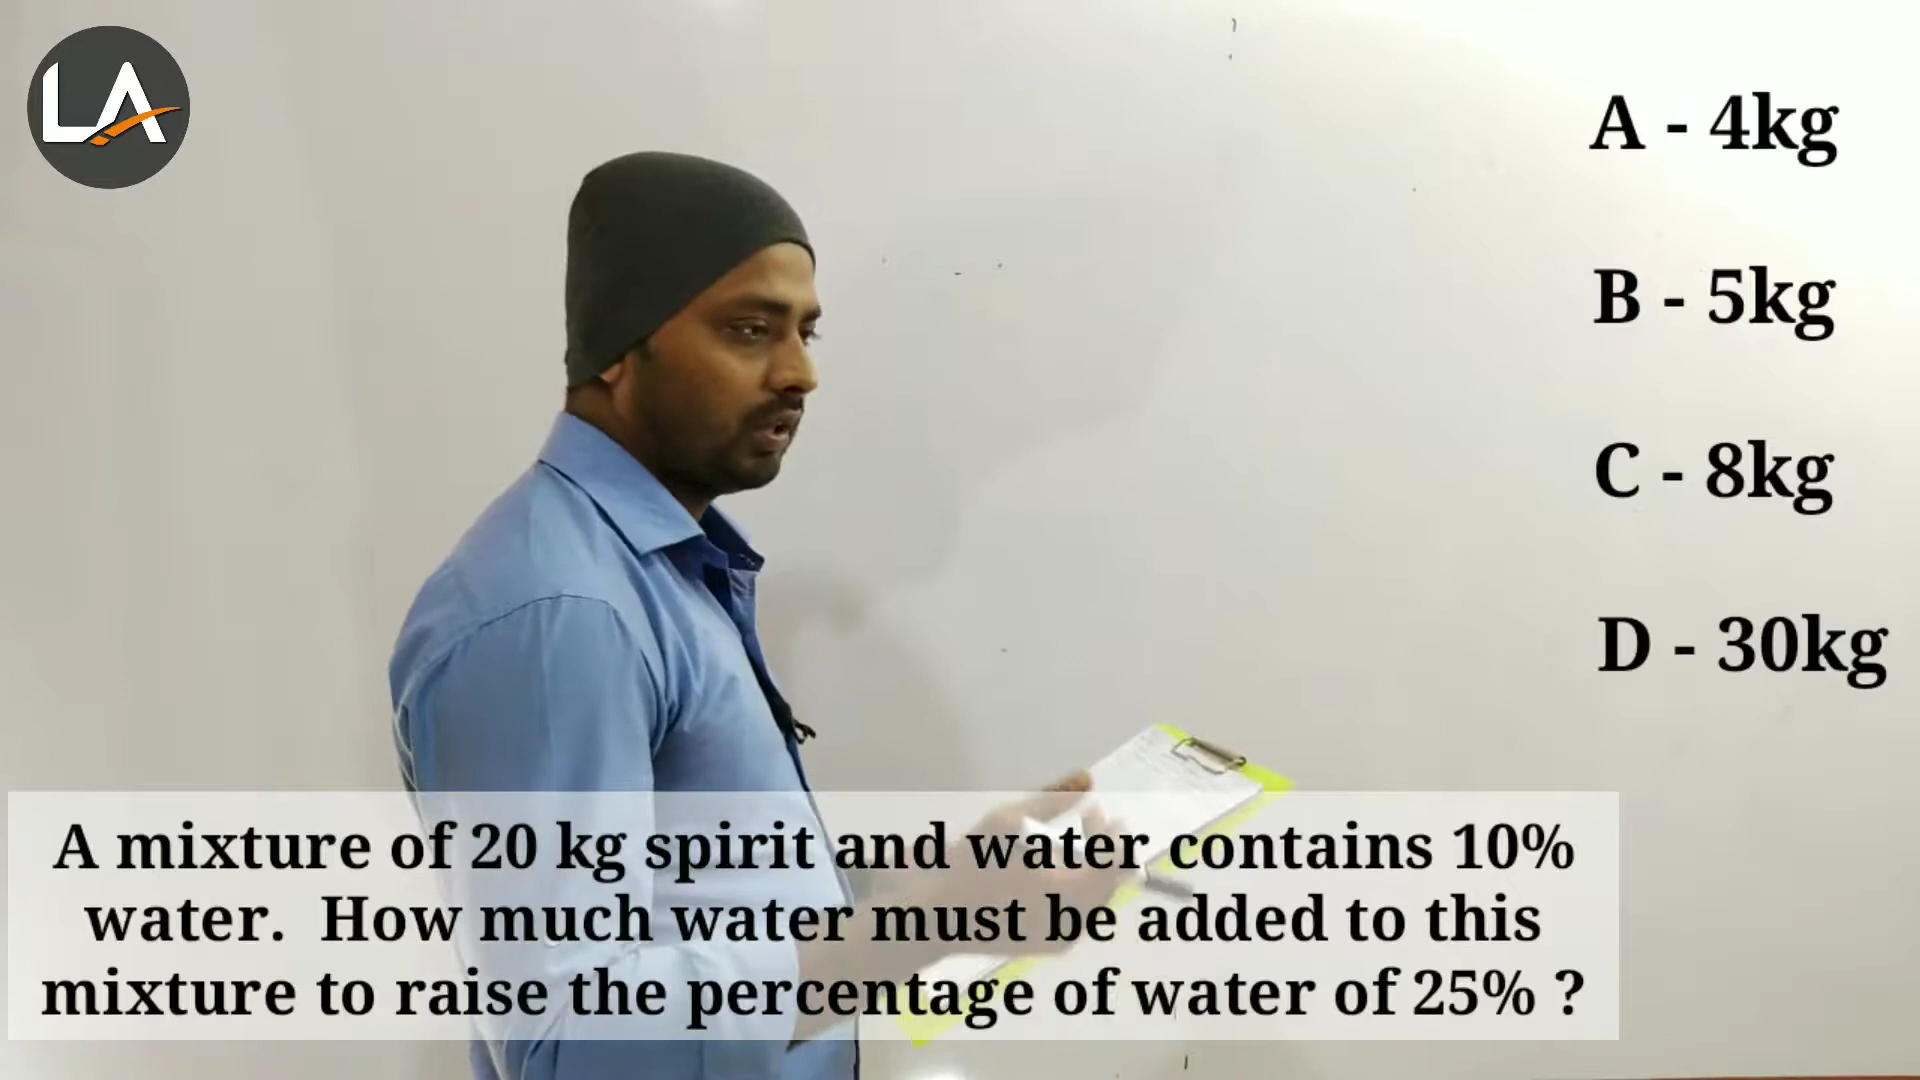 LA
A - 4kg
B - 5kg
C - 8kg
D - 30kg
A mixture of 20 kg spirit and water contains 10%
water. How much water must be added to this
mixture to raise the percentage of water of 25% ?